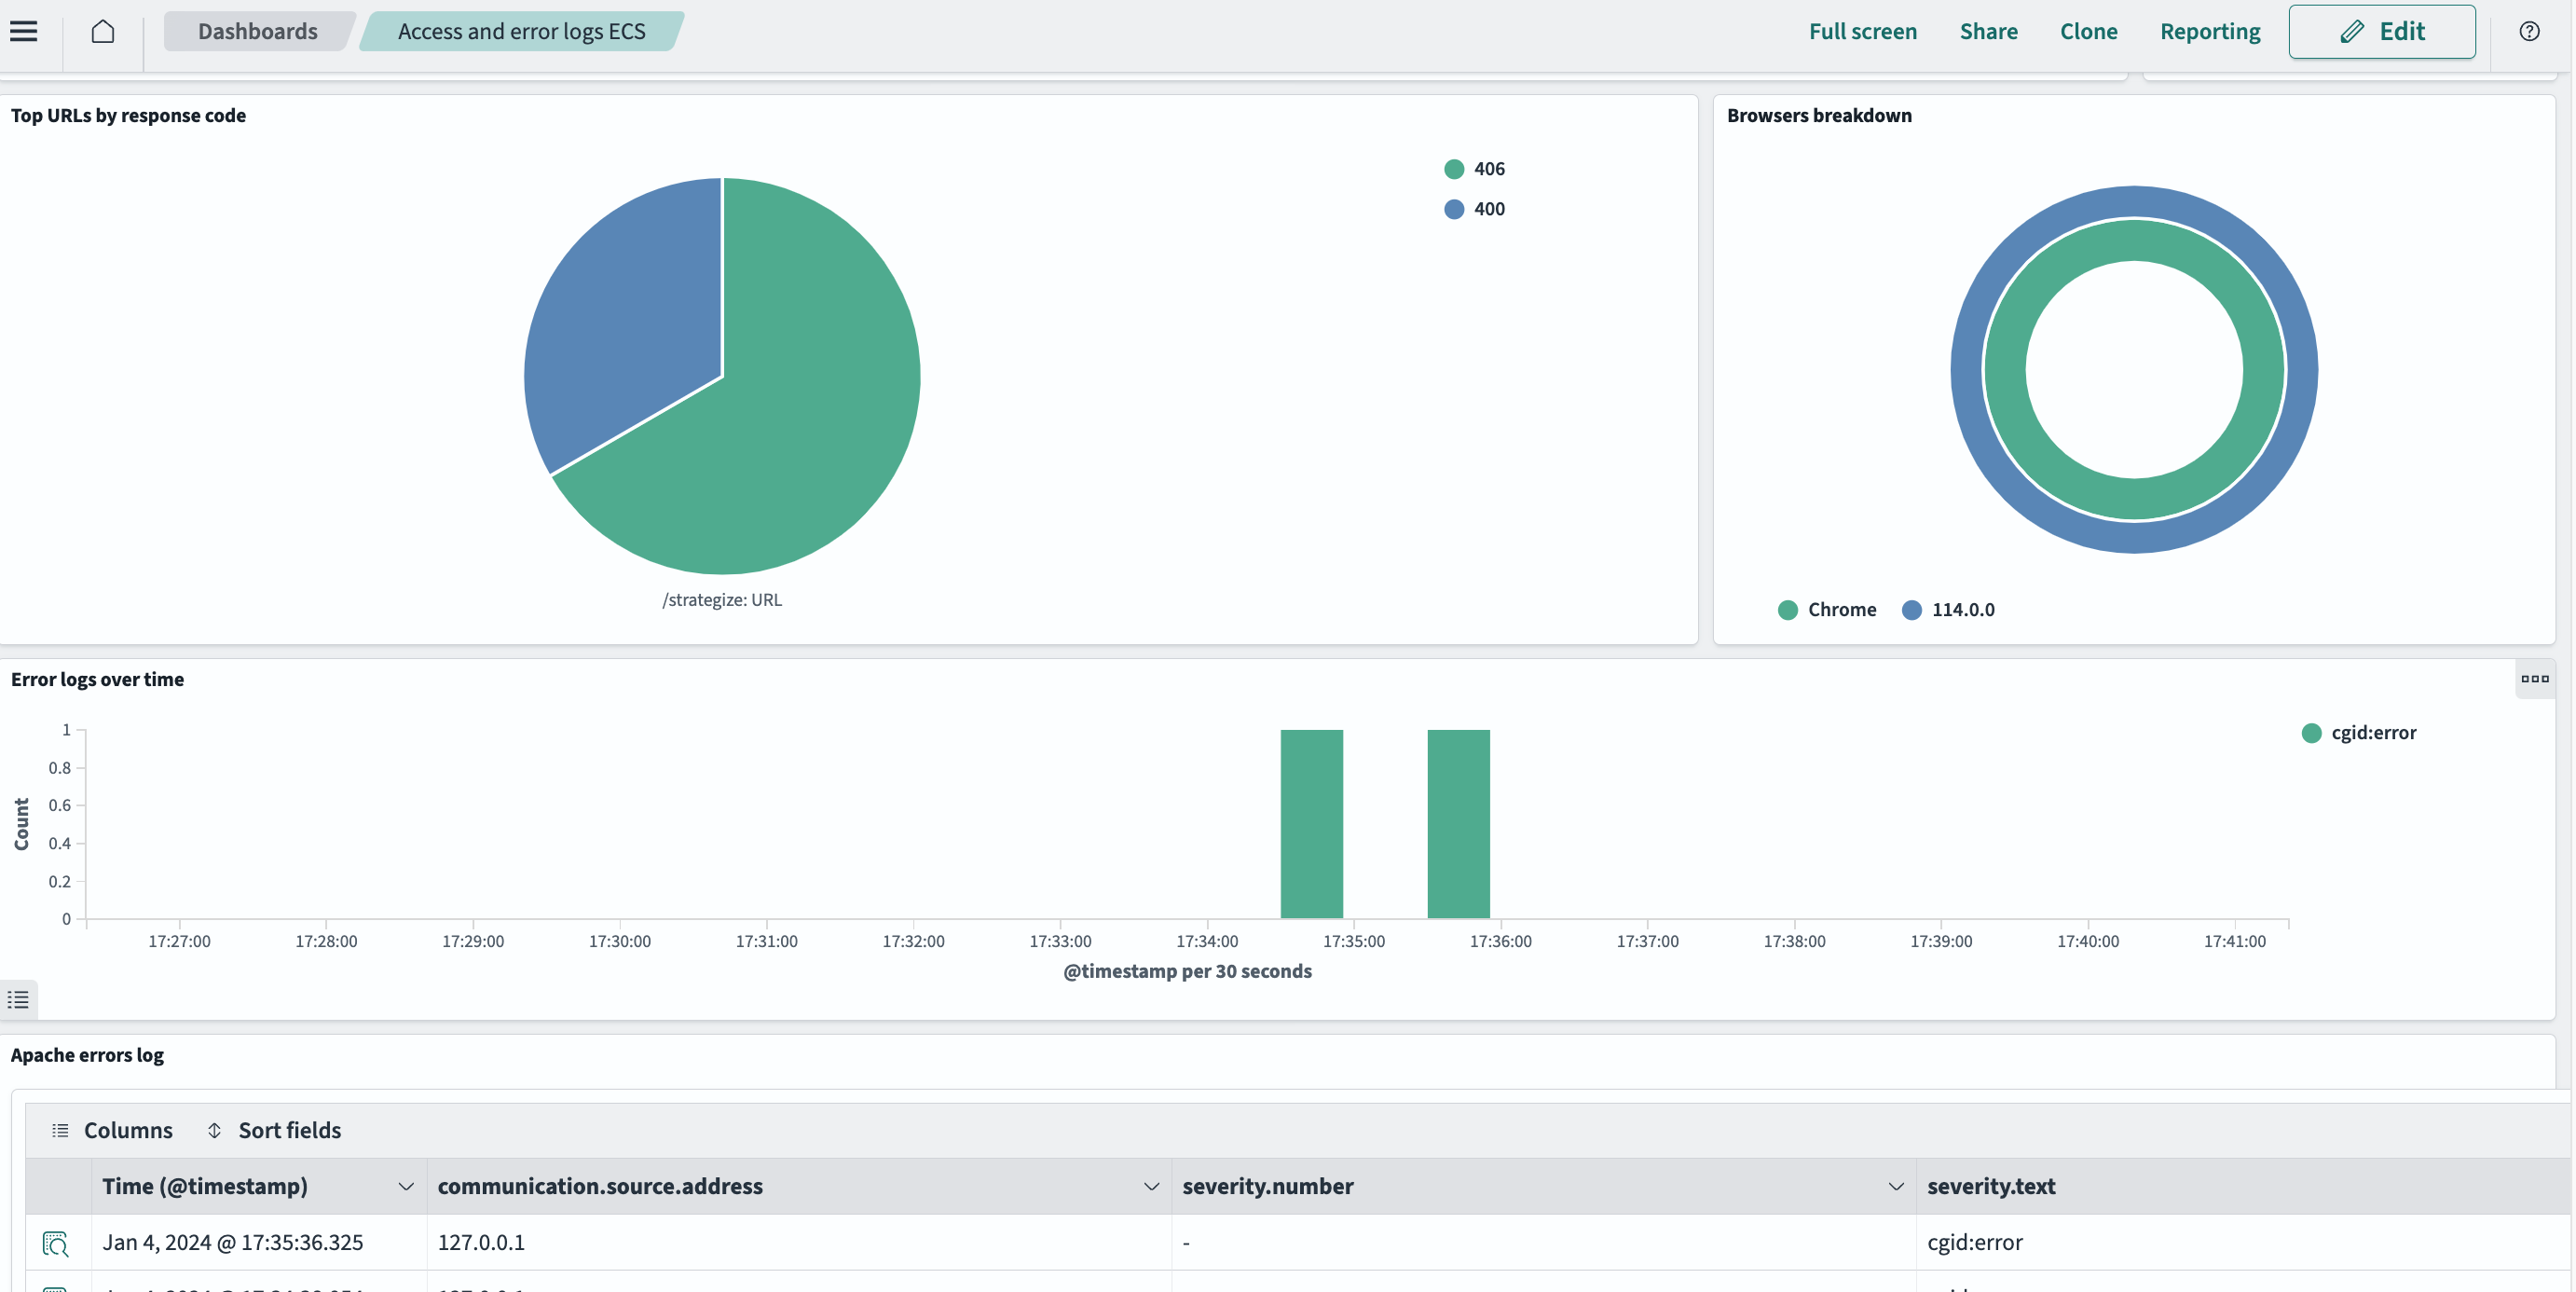 Dashboards
Access and error logs ECS
Full screen
Share
Clone
Reporting
Edit
Top URLs by response code
406
400
/strategize: URL
Browsers breakdown
Chrome
114.0.0
Error logs over time
cgid:error
Count
1
0.8
0.6
0.4
0.2
0
17:27:00 17:28:00 17:29:00 17:30:00 17:31:00 17:32:00 17:33:00 17:34:00 17:35:00 17:36:00 17:37:00 17:38:00 17:39:00 17:40:00 17:41:00
@timestamp per 30 seconds
Apache errors log
Columns
Sort fields
Time (@timestamp) communication.source.address severity.number severity.text
Jan 4, 2024 @ 17:35:36.325 127.0.0.1 - cgid:error